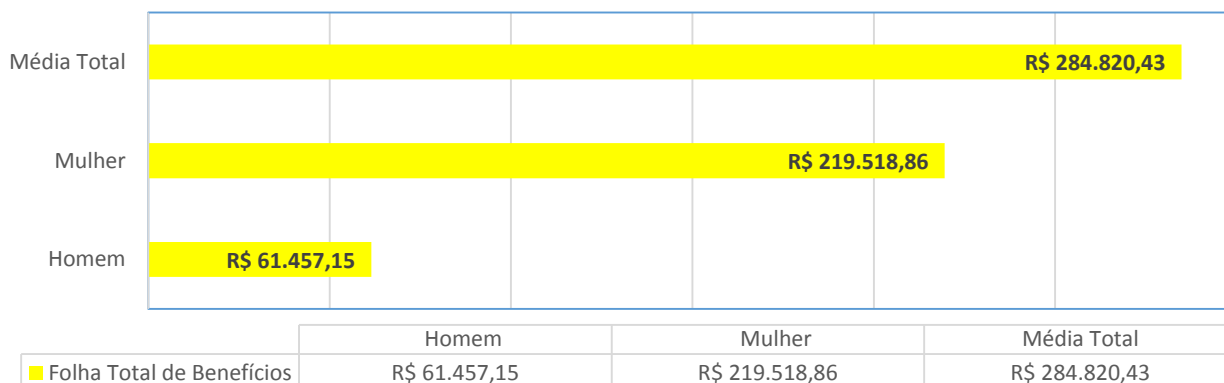 Média Total
R$ 284.820,43
Mulher
R$ 219.518,86
Homem
R$ 61.457,15
Homem Mulher Média Total
Folha Total de Benefícios R$ 61.457,15 R$ 219.518,86 R$ 284.820,43